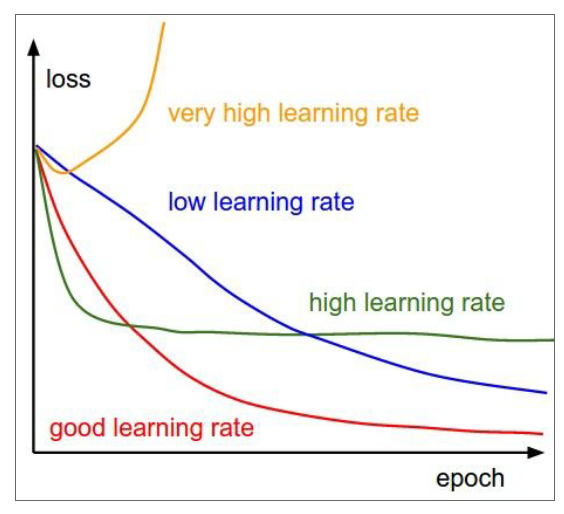 loss
very high learning rate
low learning rate
high learning rate
good learning rate
epoch